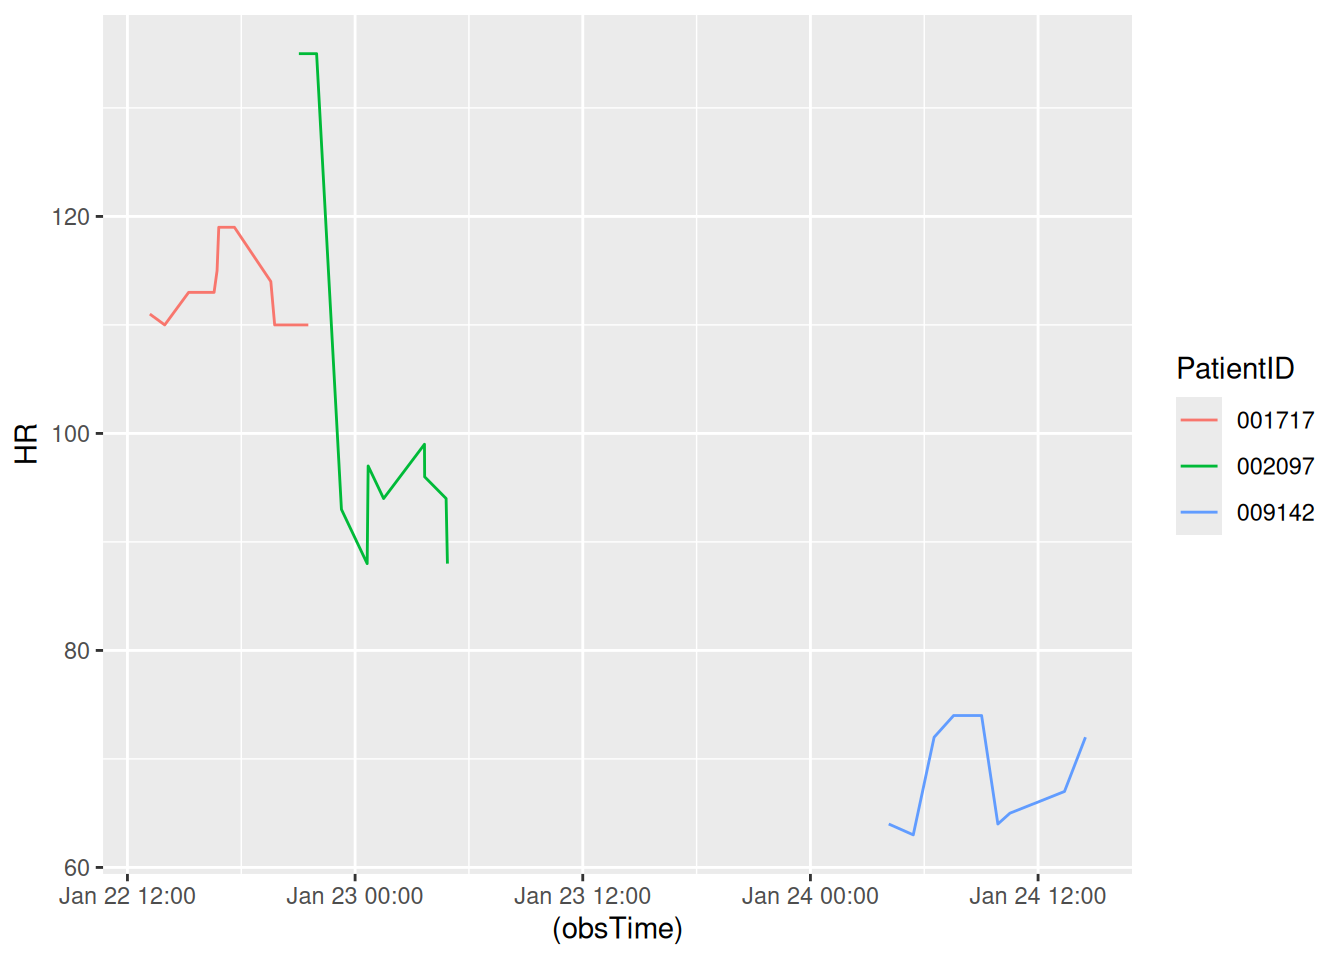 HR
120
100
80
60
Jan 22 12:00
Jan 23 00:00
Jan 23 12:00
Jan 24 00:00
Jan 24 12:00
(obsTime)
PatientID
001717
002097
009142